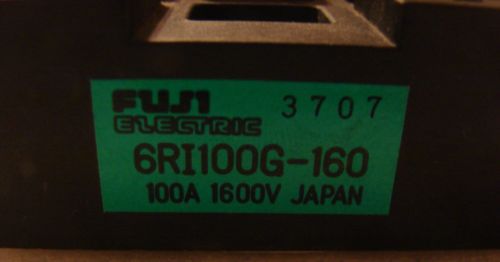 FUJI 3707
ELECTRIC
6RI100G-160
100A 1600V JAPAN